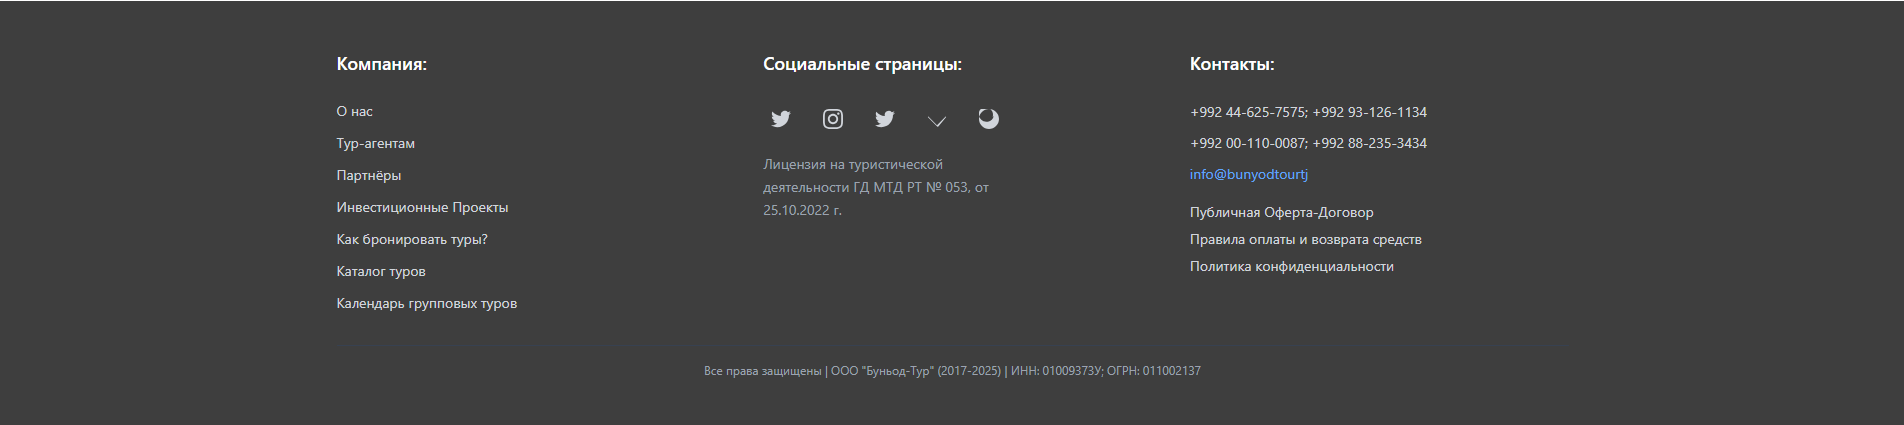 Компания:
О нас
Тур-агентам
Партнёры
Инвестиционные Проекты
Как бронировать туры?
Каталог туров
Календарь групповых туров
Социальные страницы:
Лицензия на туристической
деятельности ГД МТД РТ № 053, от
25.10.2022 г.
Контакты:
+992 44-625-7575; +992 93-126-1134
+992 00-110-0087; +992 88-235-3434
info@bunyodtourtj
Публичная Оферта-Договор
Правила оплаты и возврата средств
Политика конфиденциальности
Все права защищены | ООО "Буньод-Тур" (2017-2025) | ИНН: 01009373У; ОГРН: 011002137